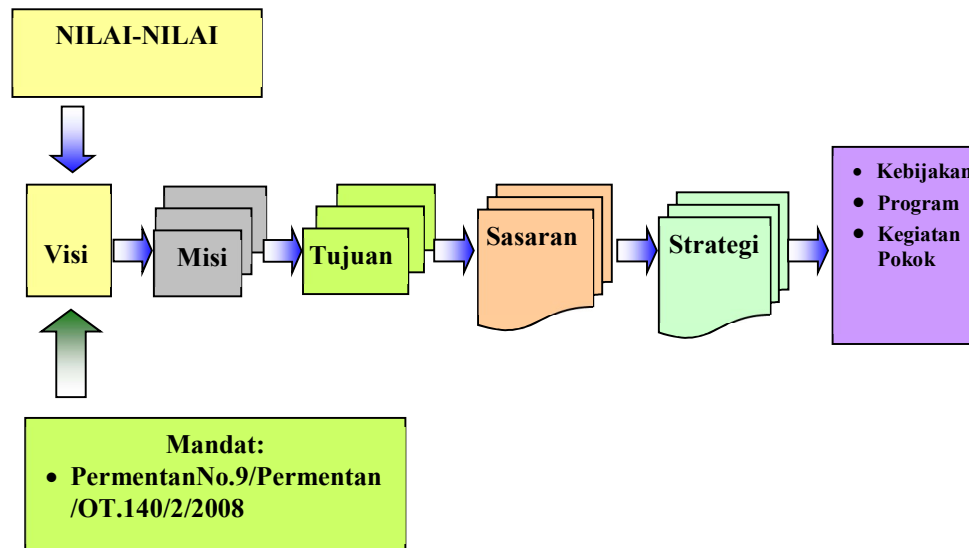 NILAI-NILAI
Visi
Misi
Tujuan
Sasaran
Strategi
• Kebijakan
• Program
• Kegiatan
Pokok
Mandat:
• PermentanNo.9/Permentan
/OT.140/2/2008